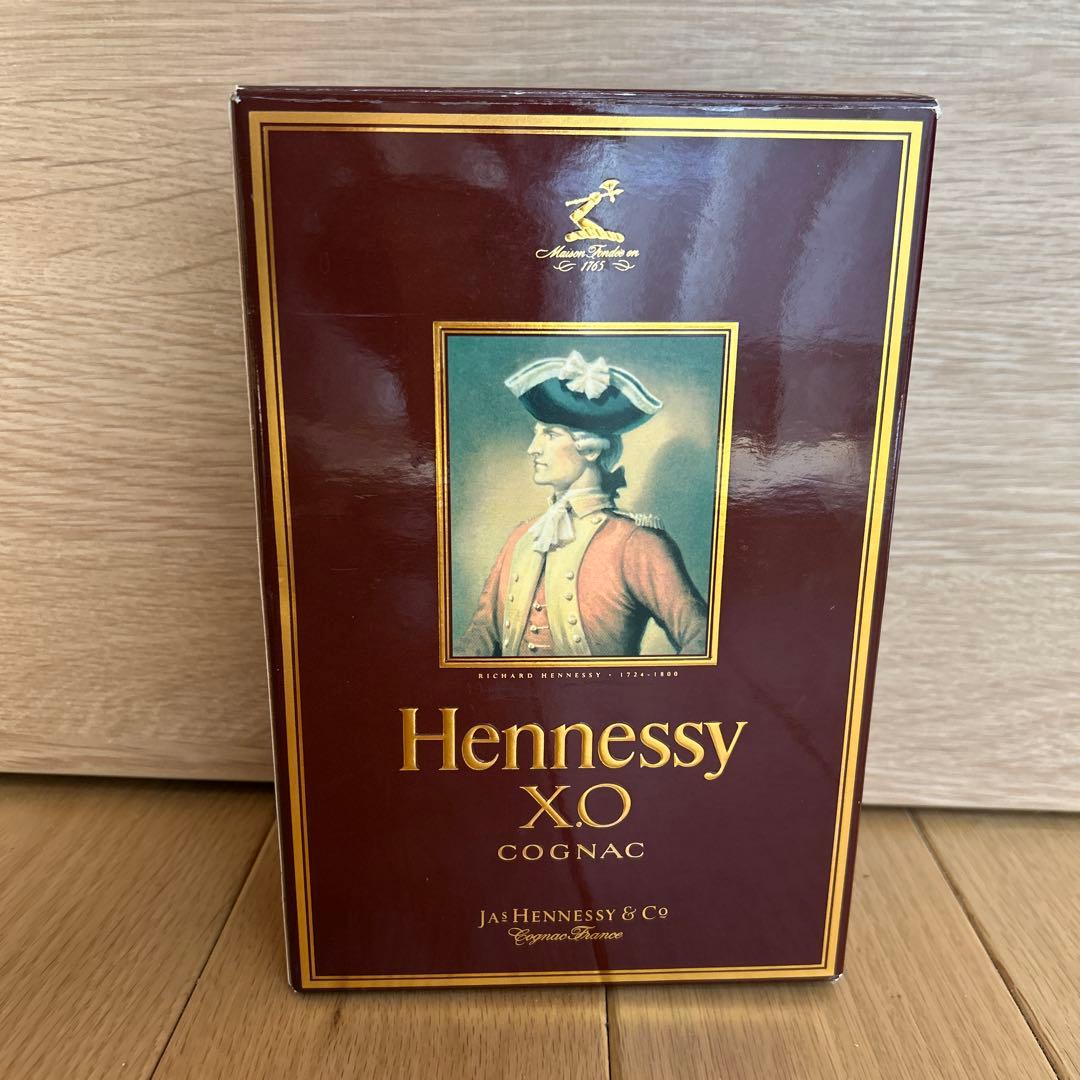 Maison Fondée en
1765
RICHARD HENNESSY · 1724-1800
Hennessy
X.O
COGNAC
JAS HENNESSY & CO
Cognac France